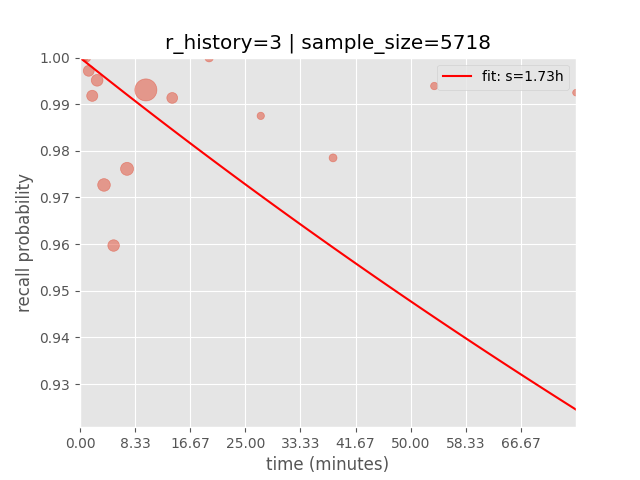 r_history=3 | sample_size=5718
fit: s=1.73h
recall probability
1.00
0.99
0.98
0.97
0.96
0.95
0.94
0.93
0.00 8.33 16.67 25.00 33.33 41.67 50.00 58.33 66.67
time (minutes)